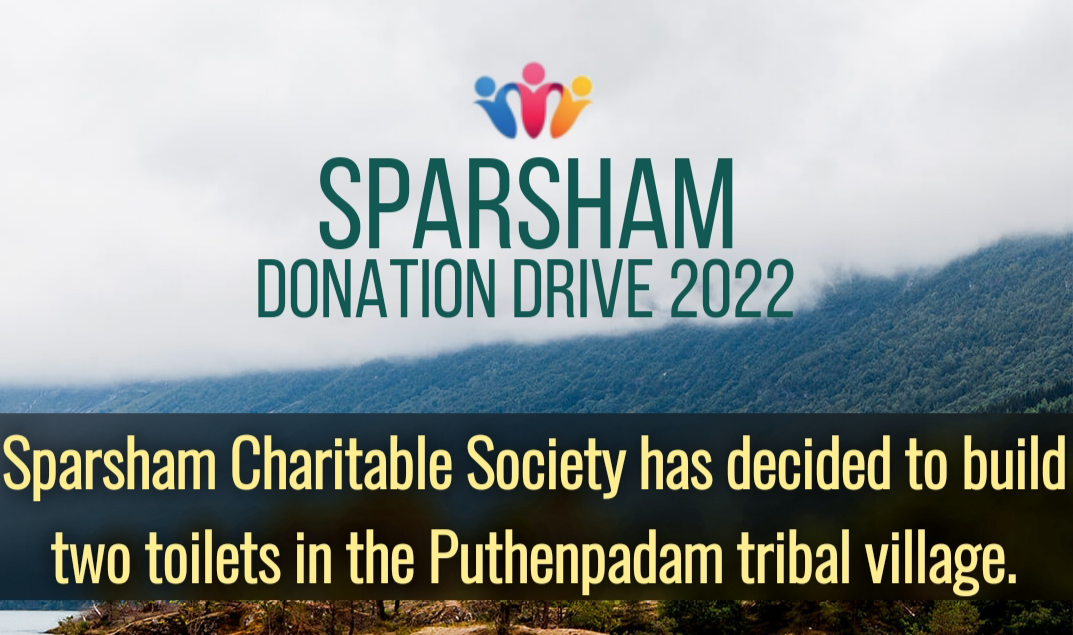 SPARSHAM
DONATION DRIVE 2022
Sparsham Charitable Society has decided to build
two toilets in the Puthenpadam tribal village.